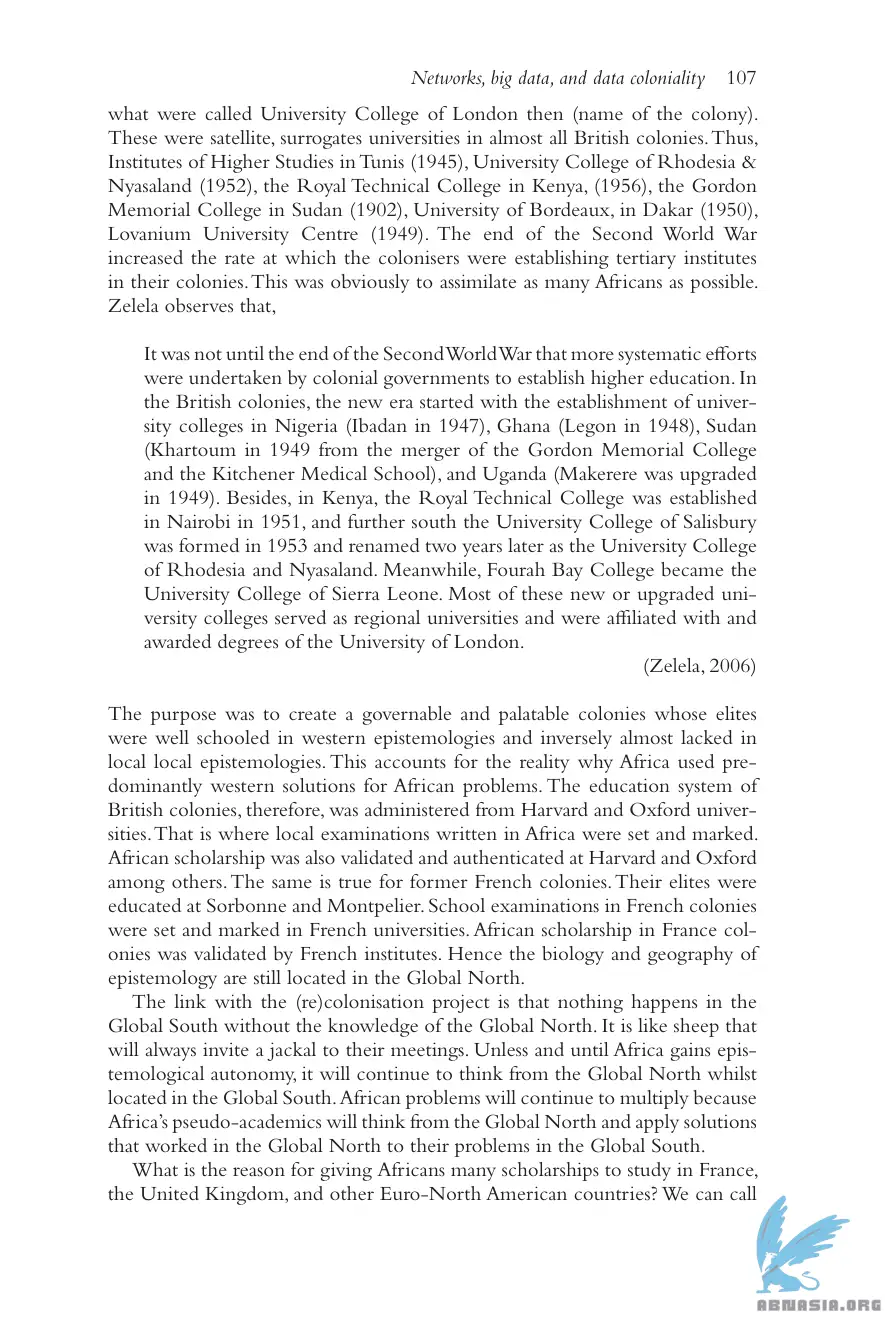 Networks, big data, and data coloniality 107
what were called University College of London then (name of the colony).
These were satellite, surrogates universities in almost all British colonies. Thus,
Institutes of Higher Studies in Tunis (1945), University College of Rhodesia &
Nyasaland (1952), the Royal Technical College in Kenya, (1956), the Gordon
Memorial College in Sudan (1902), University of Bordeaux, in Dakar (1950),
Lovanium University Centre (1949). The end of the Second World War
increased the rate at which the colonisers were establishing tertiary institutes
in their colonies. This was obviously to assimilate as many Africans as possible.
Zelela observes that,
It was not until the end of the Second World War that more systematic efforts
were undertaken by colonial governments to establish higher education. In
the British colonies, the new era started with the establishment of univer-
sity colleges in Nigeria (Ibadan in 1947), Ghana (Legon in 1948), Sudan
(Khartoum in 1949 from the merger of the Gordon Memorial College
and the Kitchener Medical School), and Uganda (Makerere was upgraded
in 1949). Besides, in Kenya, the Royal Technical College was established
in Nairobi in 1951, and further south the University College of Salisbury
was formed in 1953 and renamed two years later as the University College
of Rhodesia and Nyasaland. Meanwhile, Fourah Bay College became the
University College of Sierra Leone. Most of these new or upgraded uni-
versity colleges served as regional universities and were affiliated with and
awarded degrees of the University of London.
(Zelela, 2006)
The purpose was to create a governable and palatable colonies whose elites
were well schooled in western epistemologies and inversely almost lacked in
local local epistemologies. This accounts for the reality why Africa used pre-
dominantly western solutions for African problems. The education system of
British colonies, therefore, was administered from Harvard and Oxford univer-
sities. That is where local examinations written in Africa were set and marked.
African scholarship was also validated and authenticated at Harvard and Oxford
among others. The same is true for former French colonies. Their elites were
educated at Sorbonne and Montpelier. School examinations in French colonies
were set and marked in French universities. African scholarship in France col-
onies was validated by French institutes. Hence the biology and geography of
epistemology are still located in the Global North.
The link with the (re)colonisation project is that nothing happens in the
Global South without the knowledge of the Global North. It is like sheep that
will always invite a jackal to their meetings. Unless and until Africa gains epis-
temological autonomy, it will continue to think from the Global North whilst
located in the Global South. African problems will continue to multiply because
Africa's pseudo-academics will think from the Global North and apply solutions
that worked in the Global North to their problems in the Global South.
What is the reason for giving Africans many scholarships to study in France,
the United Kingdom, and other Euro-North American countries? We can call
ABNASIA.ORG